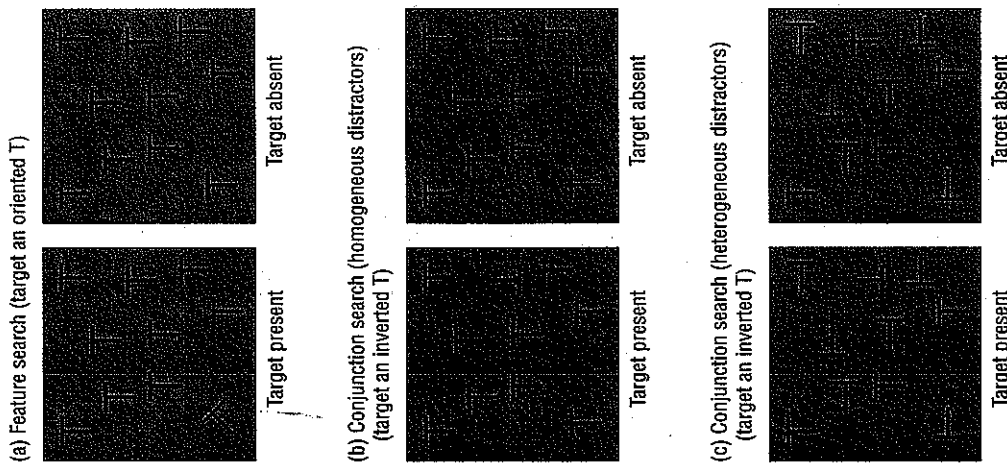 (a) Feature search (target an oriented T)
Target present
Target absent
(b) Conjunction search (homogeneous distractors)
(target an inverted T)
Target present
Target absent
(c) Conjunction search (heterogeneous distractors)
(target an inverted T)
Target present
Target absent